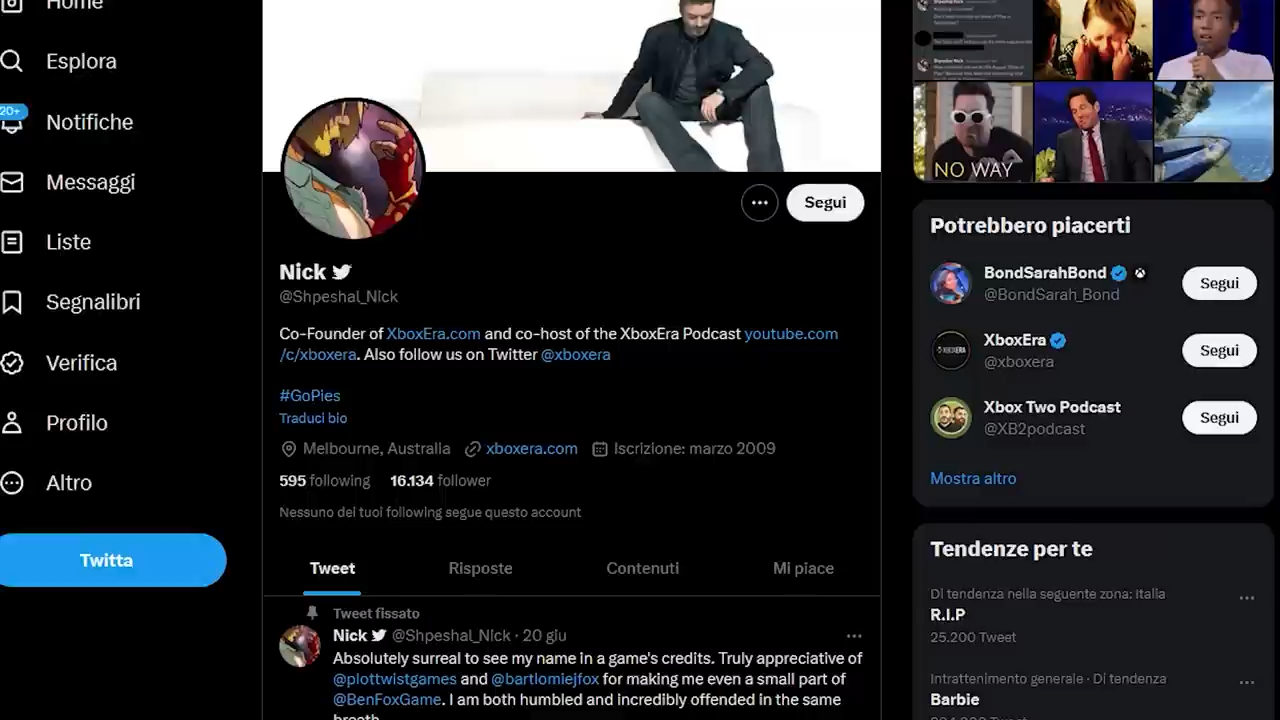 Home
Esplora
20+
Notifiche
Messaggi
Liste
Segnalibri
Verifica
Profilo
Altro
Twitta
Segui
Nick
@Shpeshal_Nick
Co-Founder of XboxEra.com and co-host of the XboxEra Podcast youtube.com
/c/xboxera. Also follow us on Twitter @xboxera
#GoPies
Traduci bio
Melbourne, Australia xboxera.com Iscrizione: marzo 2009
595 following 16.134 follower
Nessuno dei tuoi following segue questo account
Tweet Risposte Contenuti Mi piace
Tweet fissato
Nick @Shpeshal_Nick · 20 giu
Absolutely surreal to see my name in a game's credits. Truly appreciative of
@plottwistgames and @bartlomiejfox for making me even a small part of
@BenFoxGame. I am both humbled and incredibly offended in the same
breath.
NO WAY
Potrebbero piacerti
BondSarahBond
@BondSarah_Bond
Segui
XboxEra
@xboxera
Segui
Xbox Two Podcast
@XB2podcast
Segui
Mostra altro
Tendenze per te
Di tendenza nella seguente zona: Italia
R.I.P
25.200 Tweet
Intrattenimento generale · Di tendenza
Barbie